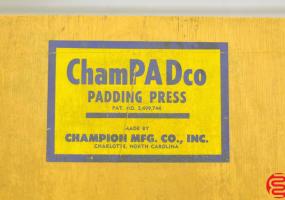 ChamPADco
PADDING PRESS
PAT. NO. 2,499,744
MADE BY
CHAMPION MFG. CO., INC.
CHARLOTTE, NORTH CAROLINA